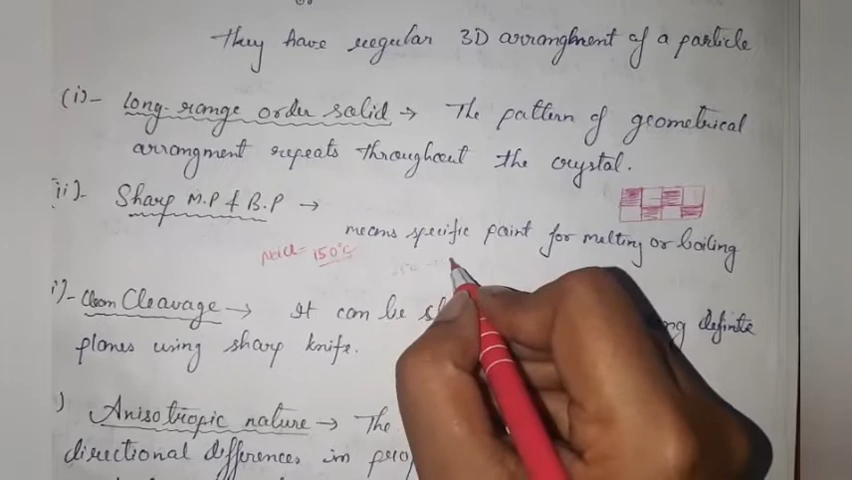 They have regular 3D arrangment of a particle
(i)- Long-range order solid → The pattern of geometrical
arrangment repeats throughout the crystal.
(ii)- Sharp M.P & B.P →
means specific point for melting or boiling
NaCl= 150°C
Clean Cleavage → It can be definite
planes using sharp knife.
) Anisotropic nature → The
directional differences in